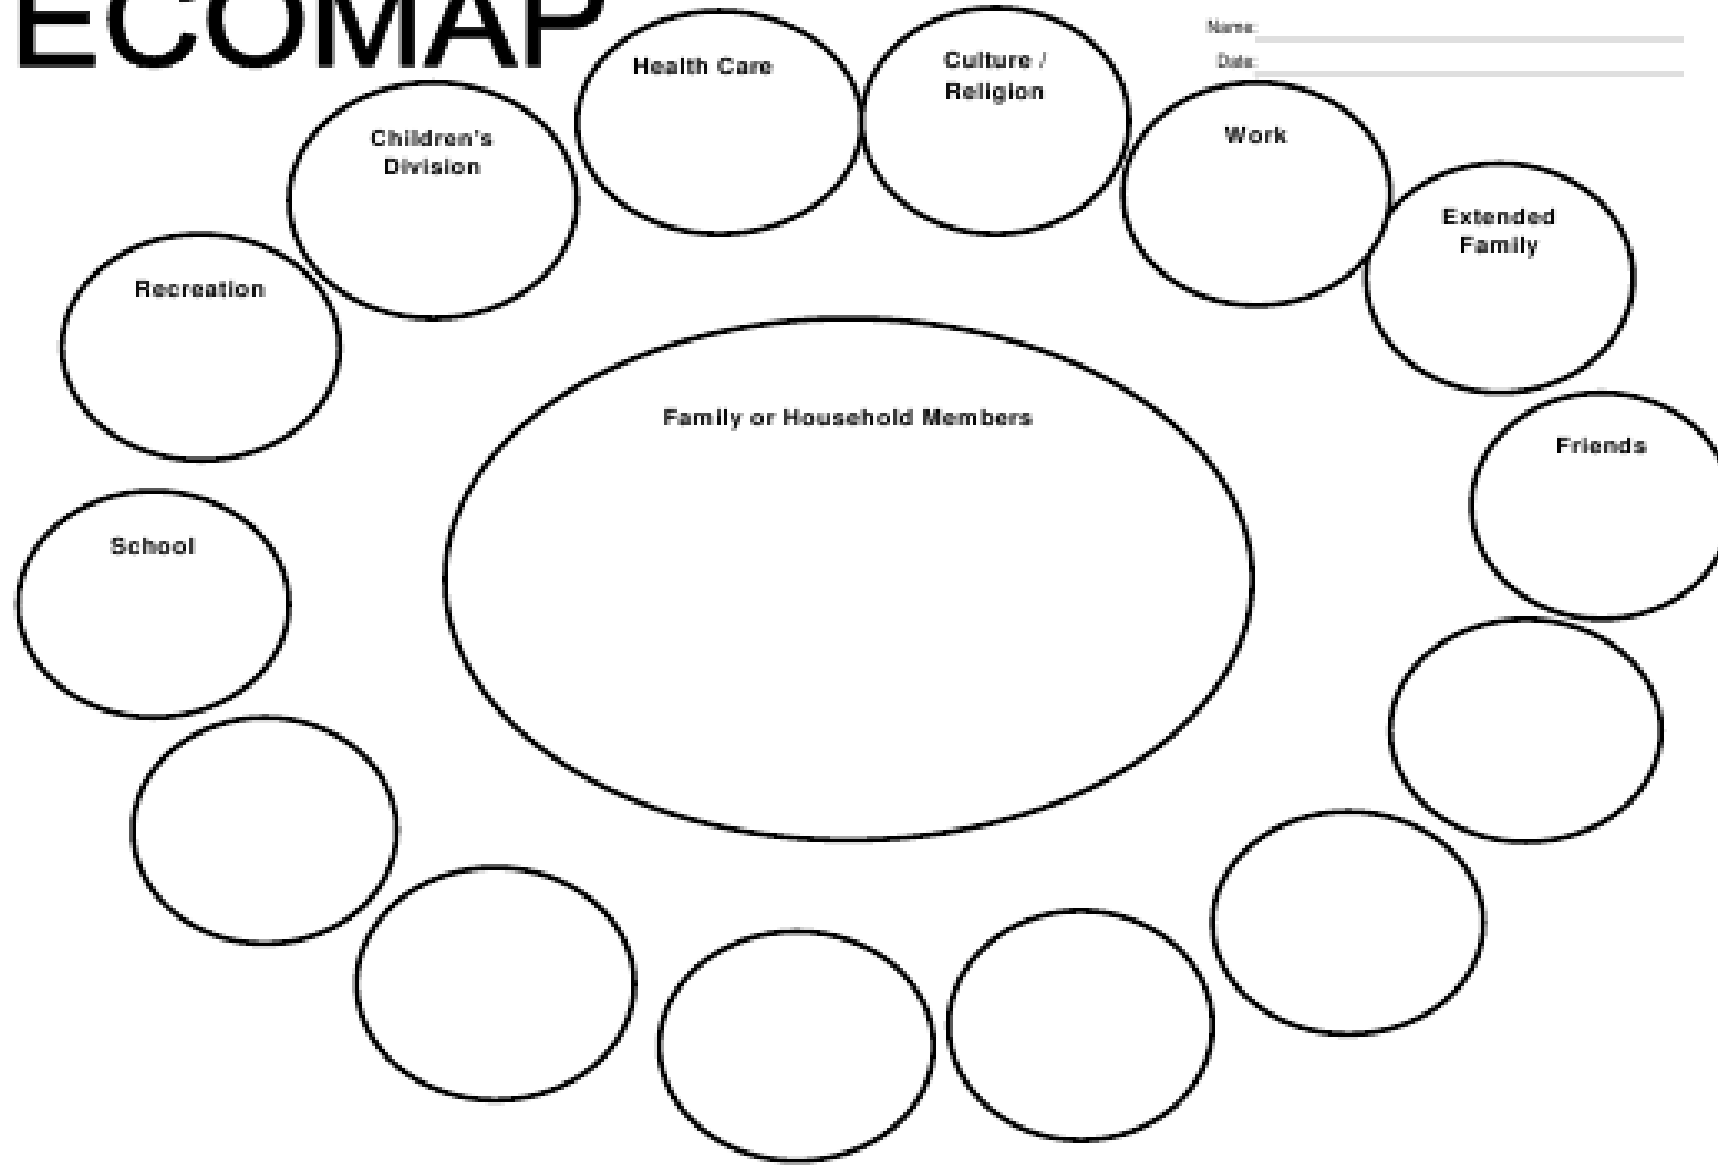 ECOMAP
Name:
Date:
Health Care
Culture /
Religion
Children's
Division
Work
Extended
Family
Recreation
Family or Household Members
Friends
School